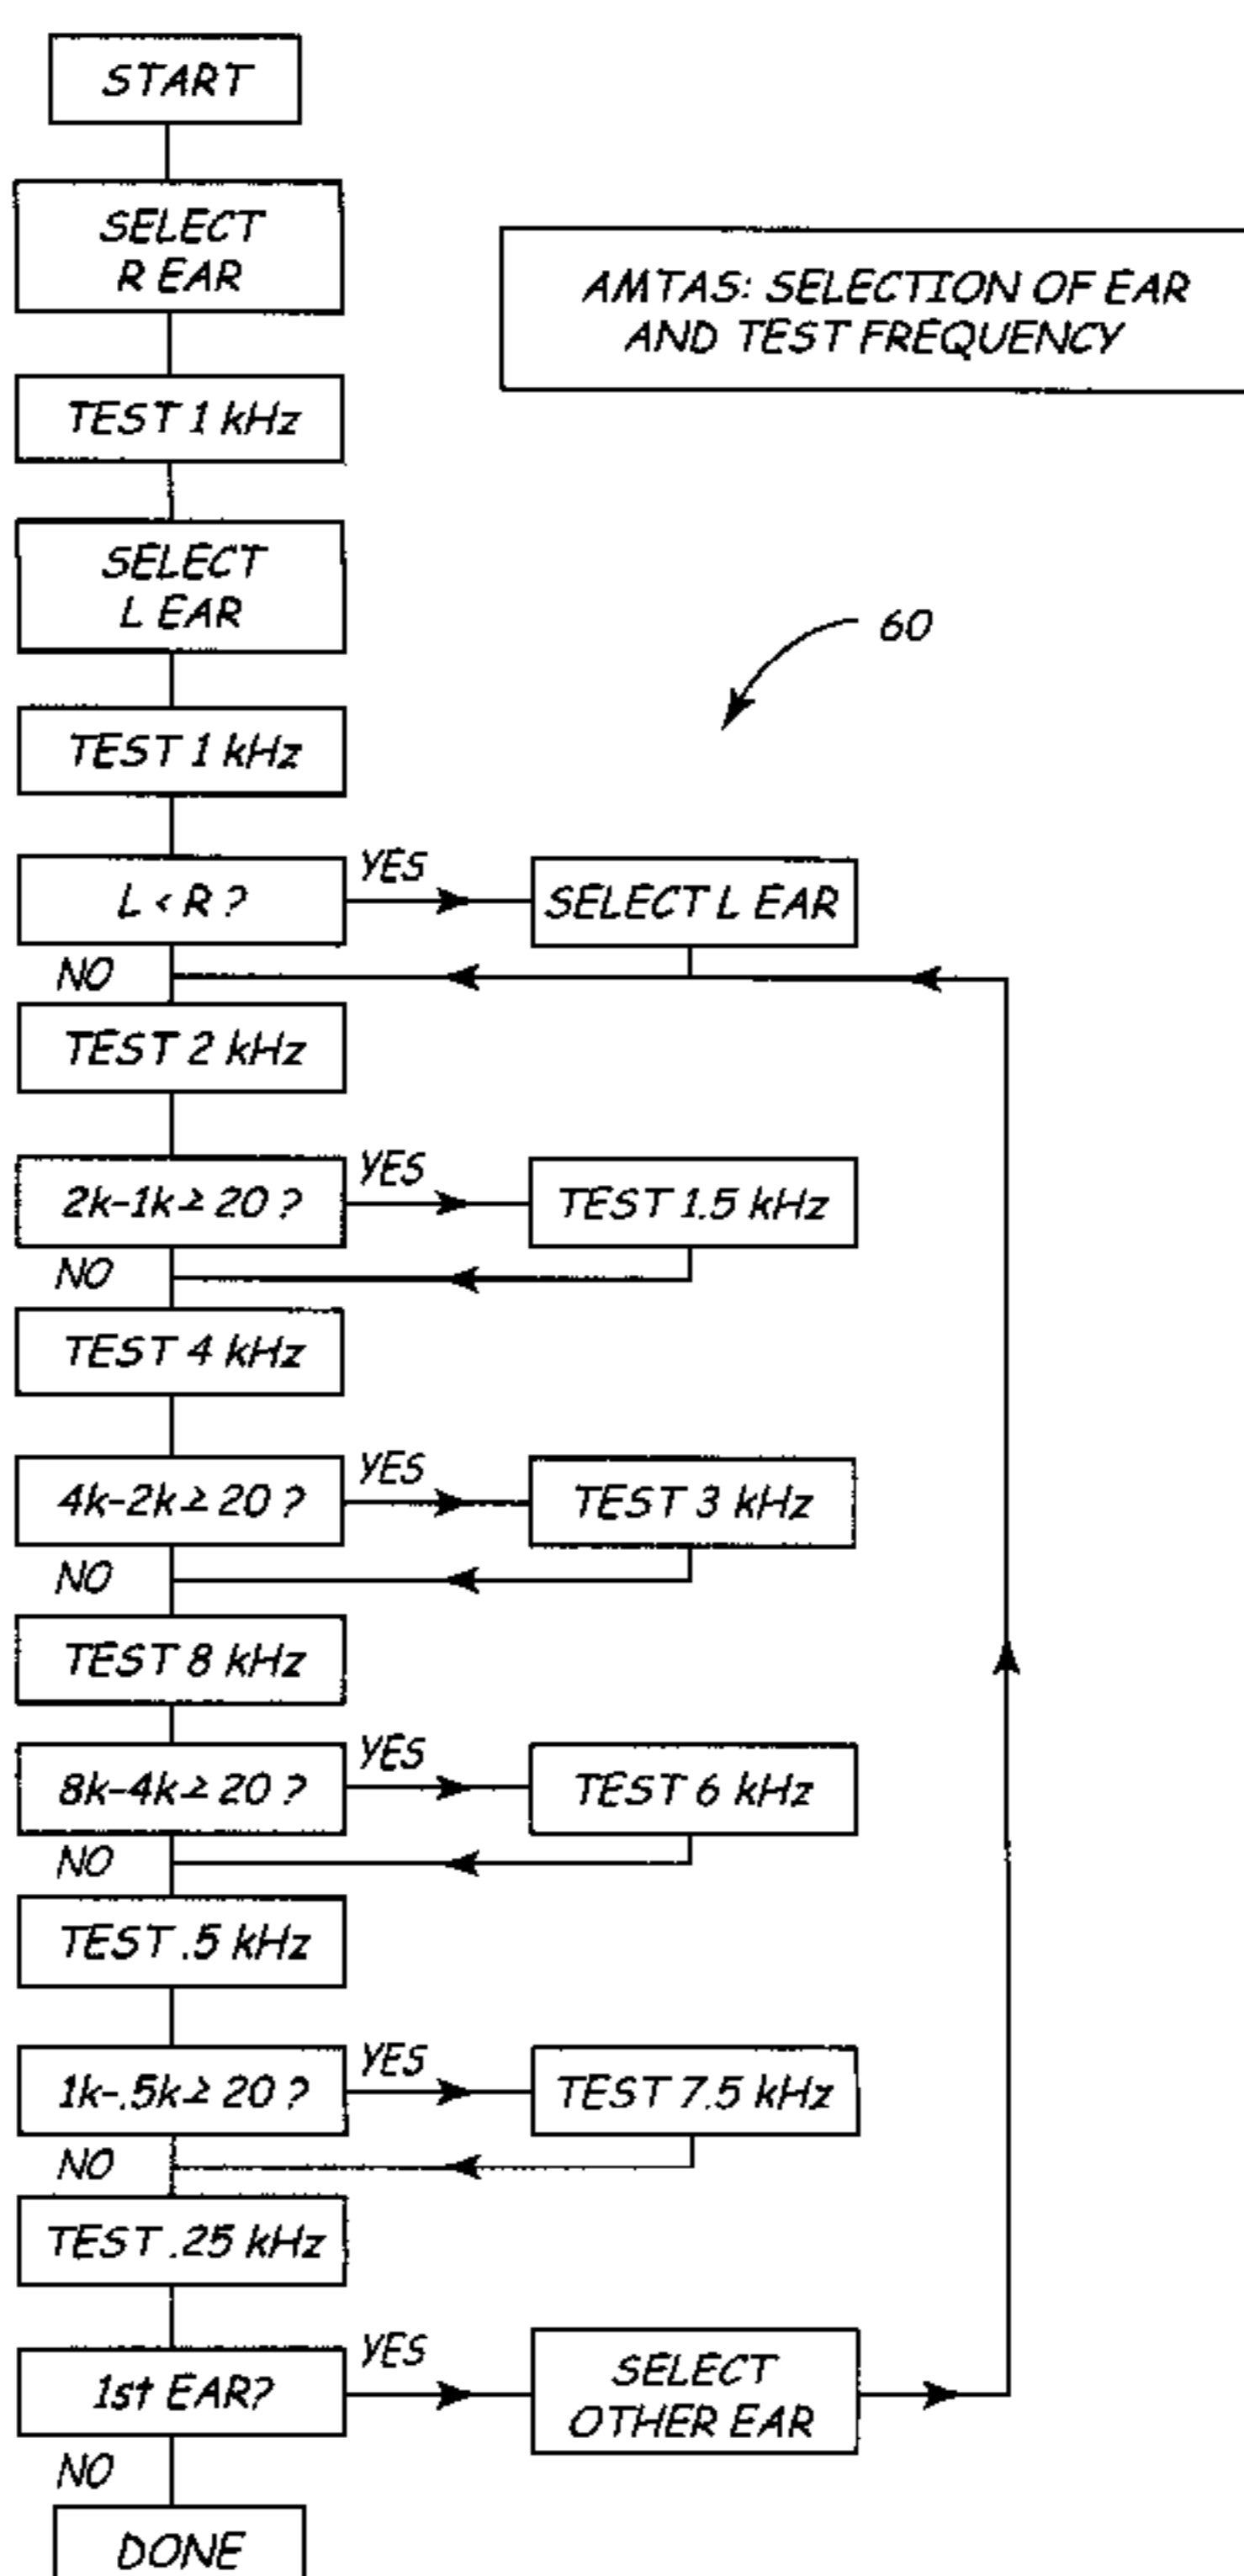 START
SELECT
R EAR
AMTAS: SELECTION OF EAR
AND TEST FREQUENCY
TEST 1 kHz
SELECT
L EAR
60
TEST 1 kHz
L < R ?
YES
SELECT L EAR
NO
TEST 2 kHz
2k-1k ≥ 20 ?
YES
TEST 1.5 kHz
NO
TEST 4 kHz
4k-2k ≥ 20 ?
YES
TEST 3 kHz
NO
TEST 8 kHz
8k-4k ≥ 20 ?
YES
TEST 6 kHz
NO
TEST .5 kHz
1k-.5k ≥ 20 ?
YES
TEST 7.5 kHz
NO
TEST .25 kHz
1st EAR?
YES
SELECT
OTHER EAR
NO
DONE